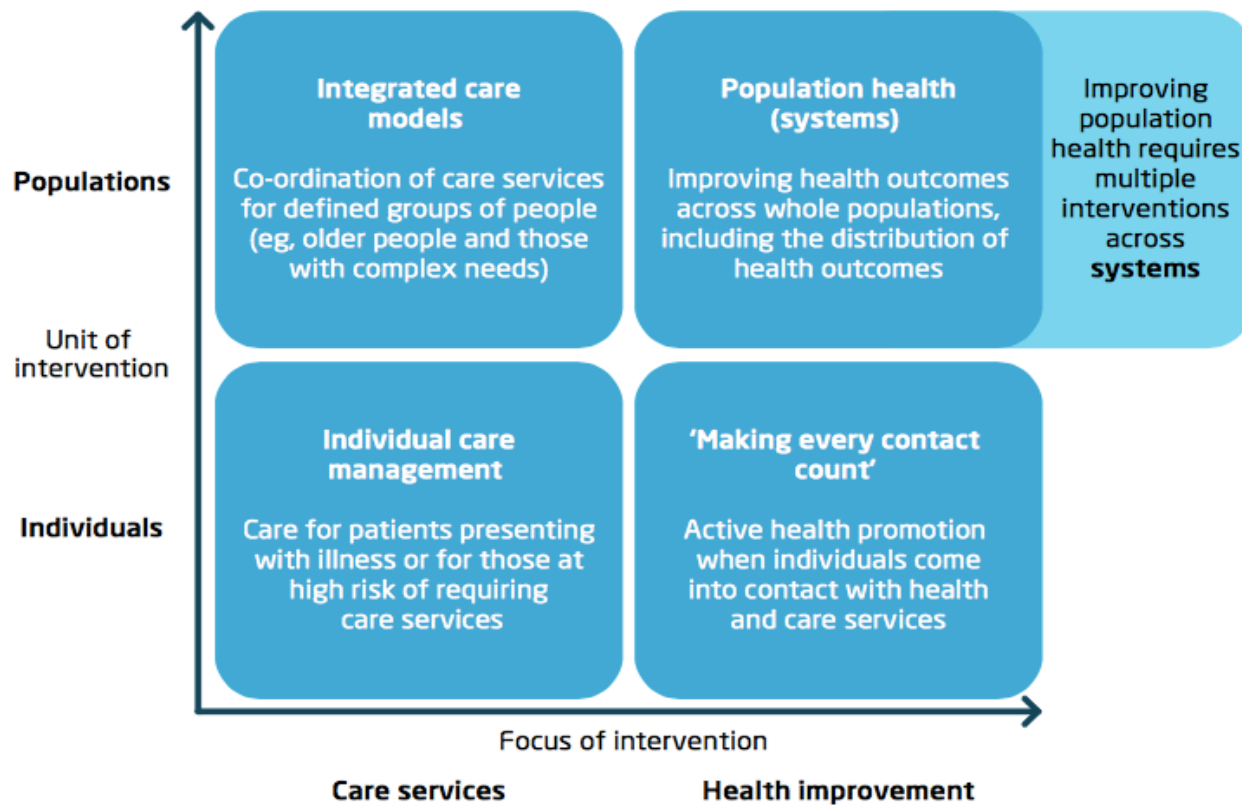 Integrated care
models
Co-ordination of care services
for defined groups of people
(eg, older people and those
with complex needs)
Population health
(systems)
Improving health outcomes
across whole populations,
including the distribution of
health outcomes
Improving
population
health requires
multiple
interventions
across
systems
Populations
Unit of
intervention
Individual care
management
Care for patients presenting
with illness or for those at
high risk of requiring
care services
‘Making every contact
count’
Active health promotion
when individuals come
into contact with health
and care services
Individuals
Focus of intervention
Care services
Health improvement